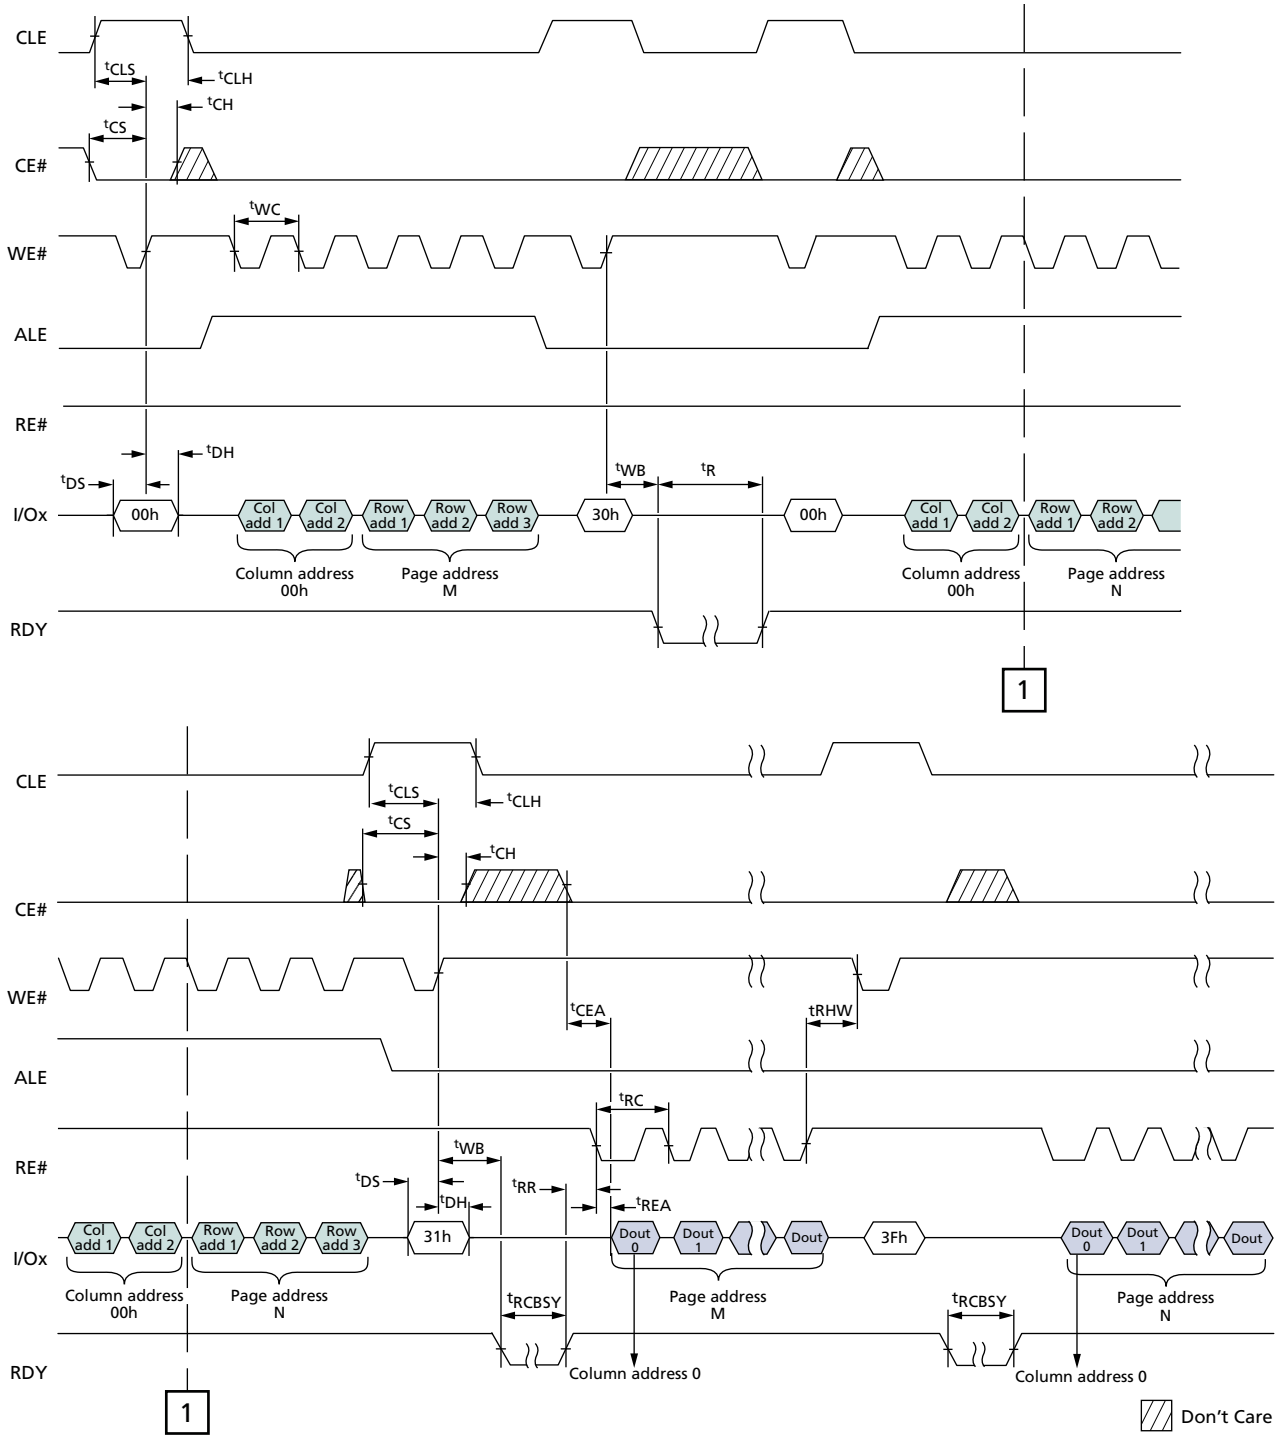 CLE
tCLS
tCLH
tCH
tCS
CE#
tWC
WE#
ALE
RE#
tDH
tDS
tWB
tR
I/Ox
00h
Col add 1
Col add 2
Row add 1
Row add 2
Row add 3
30h
00h
Col add 1
Col add 2
Row add 1
Row add 2
Column address
00h
Page address
M
Column address
00h
Page address
N
RDY
1
CLE
tCLS
tCLH
tCS
tCH
CE#
WE#
tCEA
tRHW
ALE
tRC
RE#
tWB
tDS
tDH
tRR
tREA
I/Ox
Col add 1
Col add 2
Row add 1
Row add 2
Row add 3
31h
Dout 0
Dout 1
Dout
3Fh
Dout 0
Dout 1
Dout
Column address
00h
Page address
N
tRCBSY
Page address
M
tRCBSY
Page address
N
RDY
Column address 0
Column address 0
1
Don't Care